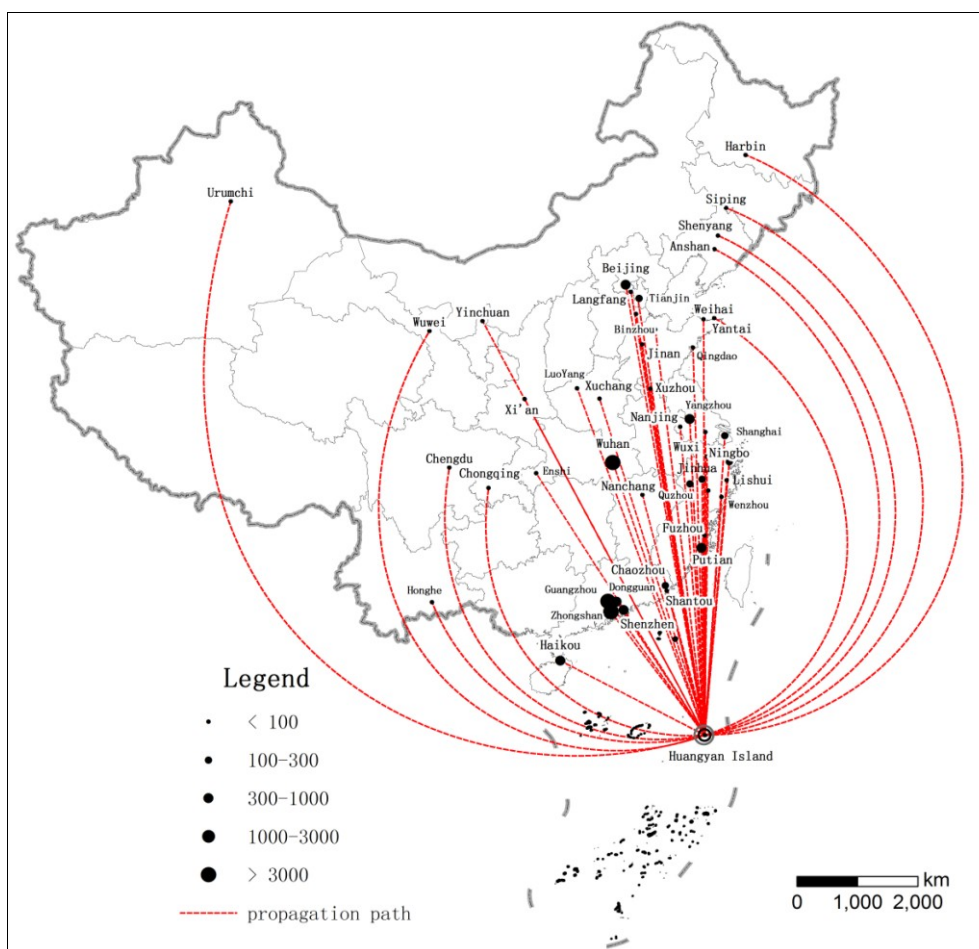 Harbin
Urumchi
Siping
Shenyang
Anshan
Beijing
Langfang
Tianjin
Weihai
Yinchuan
Wuwei
Yantai
Binzhou
Jinan
Qingdao
LuoYang
Xuchang
Xuzhou
Xi'an
Yangzhou
Nanjing
Shanghai
Wuhan
Wuxi
Ningbo
Chengdu
Chongqing
Enshi
Jinhua
Lishui
Nanchang
Quzhou
Wenzhou
Fuzhou
Putian
Chaozhou
Honghe
Guangzhou
Dongguan
Shantou
Zhongshan
Shenzhen
Haikou
Legend
< 100
100-300
300-1000
1000-3000
> 3000
propagation path
Huangyan Island
km
0 1,000 2,000